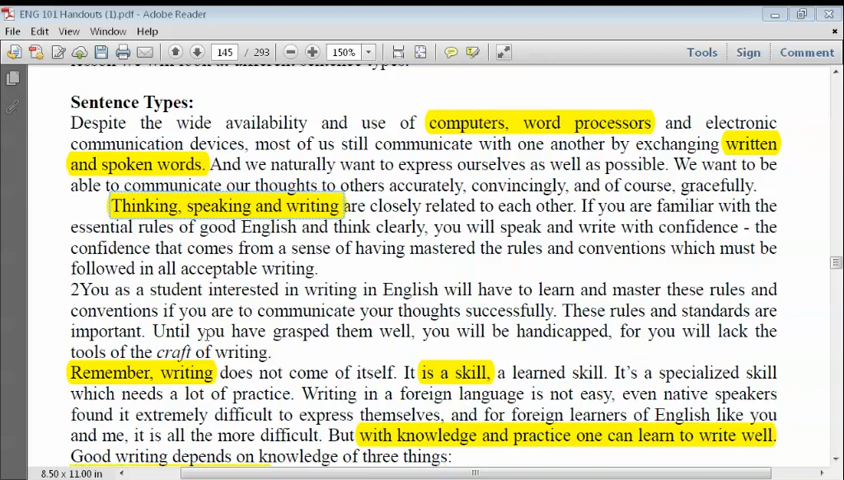 ENG 101 Handouts (1).pdf - Adobe Reader
File Edit View Window Help
145 / 293 150% Tools Sign Comment
lesson we will look at different sentence types.
Sentence Types:
Despite the wide availability and use of computers, word processors and electronic
communication devices, most of us still communicate with one another by exchanging written
and spoken words. And we naturally want to express ourselves as well as possible. We want to be
able to communicate our thoughts to others accurately, convincingly, and of course, gracefully.
Thinking, speaking and writing are closely related to each other. If you are familiar with the
essential rules of good English and think clearly, you will speak and write with confidence - the
confidence that comes from a sense of having mastered the rules and conventions which must be
followed in all acceptable writing.
2You as a student interested in writing in English will have to learn and master these rules and
conventions if you are to communicate your thoughts successfully. These rules and standards are
important. Until you have grasped them well, you will be handicapped, for you will lack the
tools of the craft of writing.
Remember, writing does not come of itself. It is a skill, a learned skill. It's a specialized skill
which needs a lot of practice. Writing in a foreign language is not easy, even native speakers
found it extremely difficult to express themselves, and for foreign learners of English like you
and me, it is all the more difficult. But with knowledge and practice one can learn to write well.
Good writing depends on knowledge of three things:
8.50 x 11.00 in